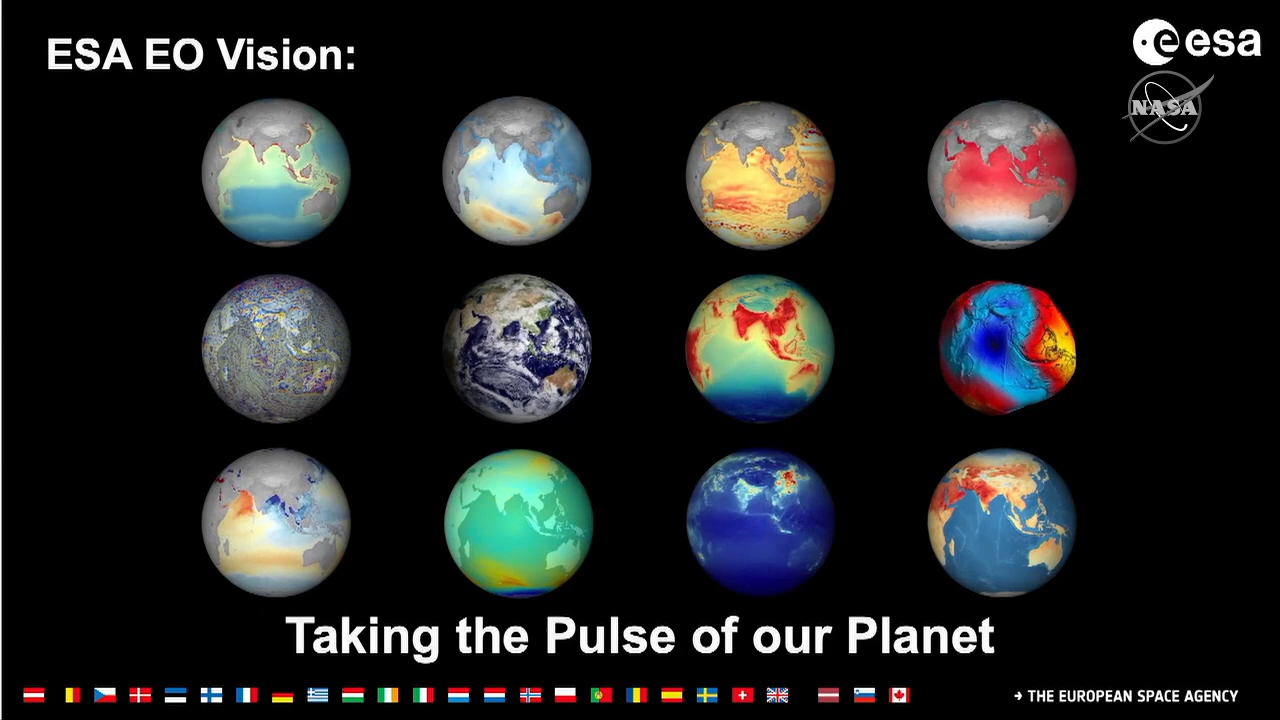 ESA EO Vision:
esa
NASA
Taking the Pulse of our Planet
→ THE EUROPEAN SPACE AGENCY